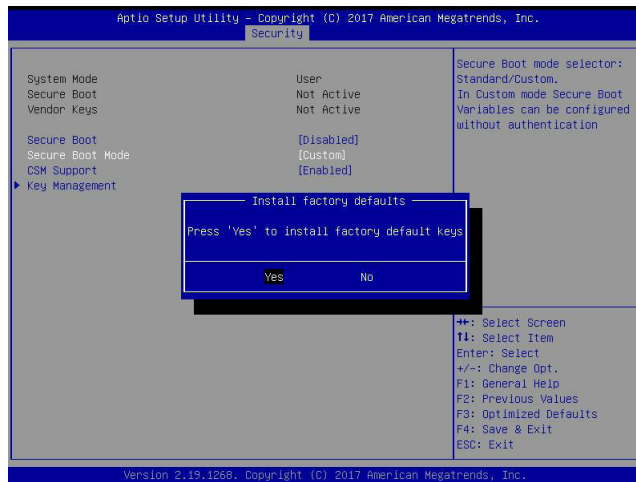 Aptio Setup Utility – Copyright (C) 2017 American Megatrends, Inc.
Security
System Mode User
Secure Boot Not Active
Vendor Keys Not Active
Secure Boot [Disabled]
Secure Boot Mode [Custom]
CSM Support [Enabled]
Key Management
Install factory defaults
Press 'Yes' to install factory default keys
Yes No
Secure Boot mode selector:
Standard/Custom.
In Custom mode Secure Boot
Variables can be configured
without authentication
→←: Select Screen
↑↓: Select Item
Enter: Select
+/-: Change Opt.
F1: General Help
F2: Previous Values
F3: Optimized Defaults
F4: Save & Exit
ESC: Exit
Version 2.19.1268. Copyright (C) 2017 American Megatrends, Inc.